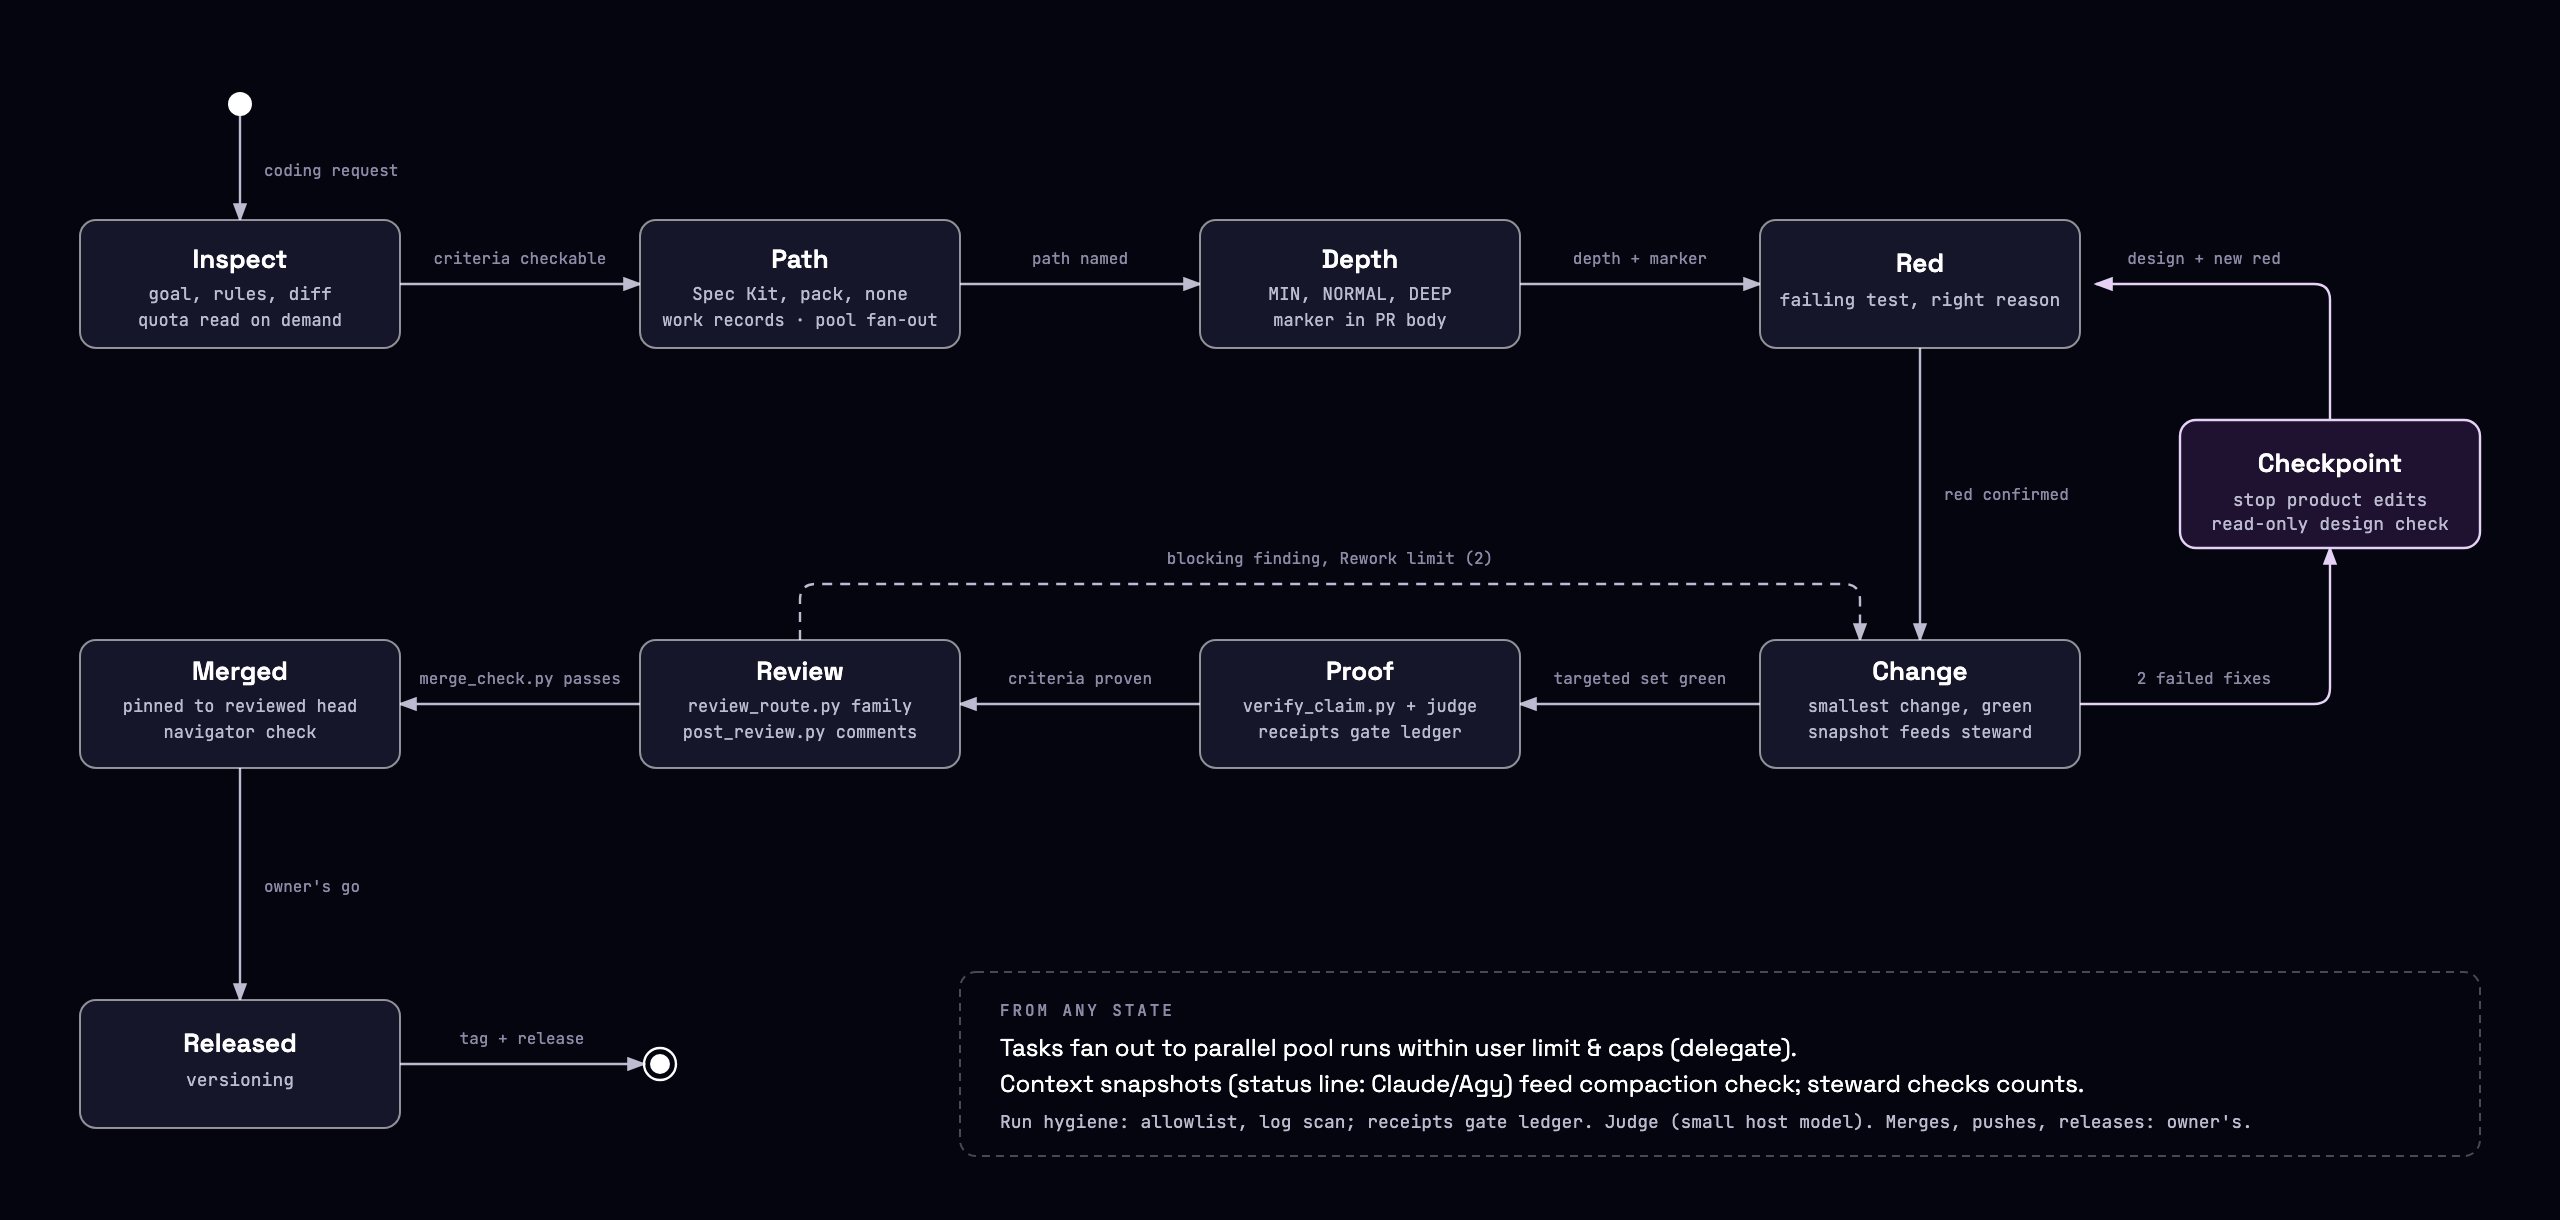 coding request
Inspect
goal, rules, diff
quota read on demand
criteria checkable
Path
Spec Kit, pack, none
work records · pool fan-out
path named
Depth
MIN, NORMAL, DEEP
marker in PR body
depth + marker
Red
failing test, right reason
design + new red
Checkpoint
stop product edits
read-only design check
red confirmed
blocking finding, Rework limit (2)
Merged
pinned to reviewed head
navigator check
merge_check.py passes
Review
review_route.py family
post_review.py comments
criteria proven
Proof
verify_claim.py + judge
receipts gate ledger
targeted set green
Change
smallest change, green
snapshot feeds steward
2 failed fixes
owner's go
Released
versioning
tag + release
FROM ANY STATE
Tasks fan out to parallel pool runs within user limit & caps (delegate).
Context snapshots (status line: Claude/Agy) feed compaction check; steward checks counts.
Run hygiene: allowlist, log scan; receipts gate ledger. Judge (small host model). Merges, pushes, releases: owner's.